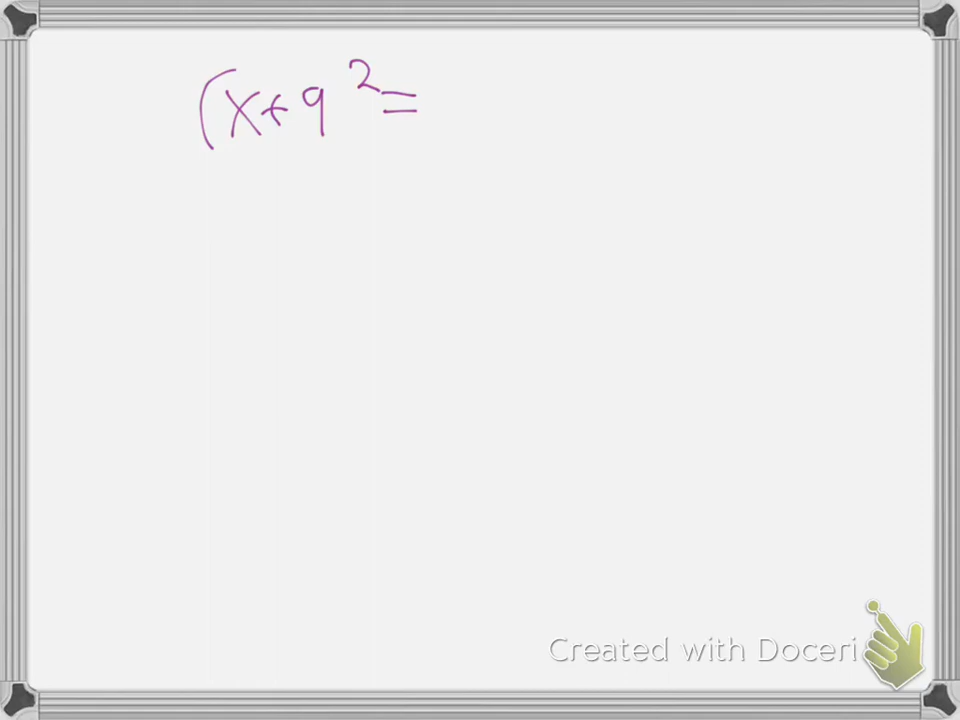 (x+9 ²=
Created with Doceri